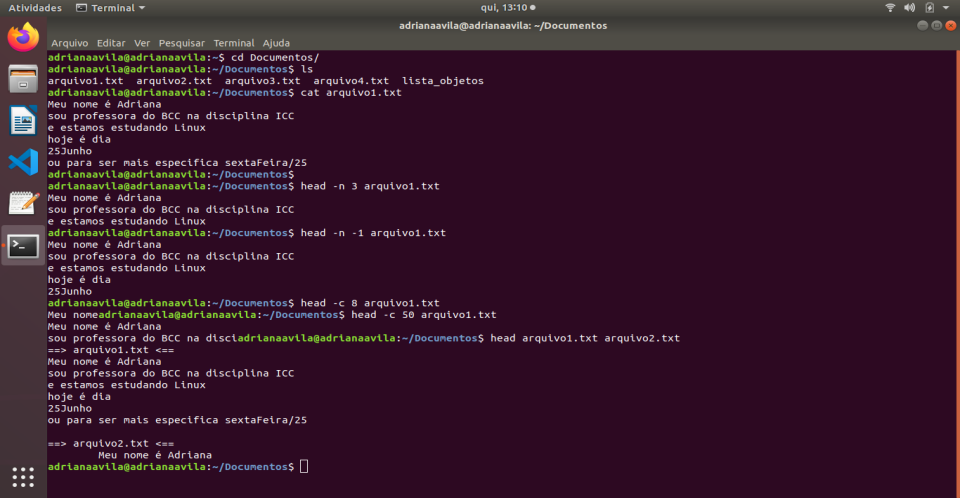 Atividades
Terminal
qui, 13:10
adrianaavila@adrianaavila: ~/Documentos
Arquivo Editar Ver Pesquisar Terminal Ajuda
adrianaavila@adrianaavila:~$ cd Documentos/
adrianaavila@adrianaavila:~/Documentos$ ls
arquivo1.txt arquivo2.txt arquivo3.txt arquivo4.txt lista_objetos
adrianaavila@adrianaavila:~/Documentos$ cat arquivo1.txt
Meu nome é Adriana
sou professora do BCC na disciplina ICC
e estamos estudando Linux
hoje é dia
25Junho
ou para ser mais especifica sextaFeira/25
adrianaavila@adrianaavila:~/Documentos$
adrianaavila@adrianaavila:~/Documentos$ head -n 3 arquivo1.txt
Meu nome é Adriana
sou professora do BCC na disciplina ICC
e estamos estudando Linux
adrianaavila@adrianaavila:~/Documentos$ head -n -1 arquivo1.txt
Meu nome é Adriana
sou professora do BCC na disciplina ICC
e estamos estudando Linux
hoje é dia
25Junho
adrianaavila@adrianaavila:~/Documentos$ head -c 8 arquivo1.txt
Meu nomeadrianaavila@adrianaavila:~/Documentos$ head -c 50 arquivo1.txt
Meu nome é Adriana
sou professora do BCC na disciadrianaavila@adrianaavila:~/Documentos$ head arquivo1.txt arquivo2.txt
==> arquivo1.txt <==
Meu nome é Adriana
sou professora do BCC na disciplina ICC
e estamos estudando Linux
hoje é dia
25Junho
ou para ser mais especifica sextaFeira/25
==> arquivo2.txt <==
Meu nome é Adriana
adrianaavila@adrianaavila:~/Documentos$